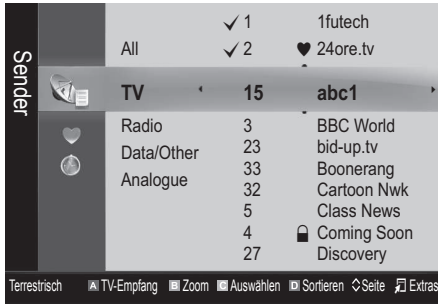 Sender
✓ 1 1futech
All ✓ 2 ♥ 24ore.tv
TV 15 abc1
Radio 3 BBC World
Data/Other 23 bid-up.tv
Analogue 33 Boonerang
32 Cartoon Nwk
5 Class News
4 Coming Soon
27 Discovery
Terrestrisch A TV-Empfang B Zoom C Auswählen D Sortieren Seite Extras